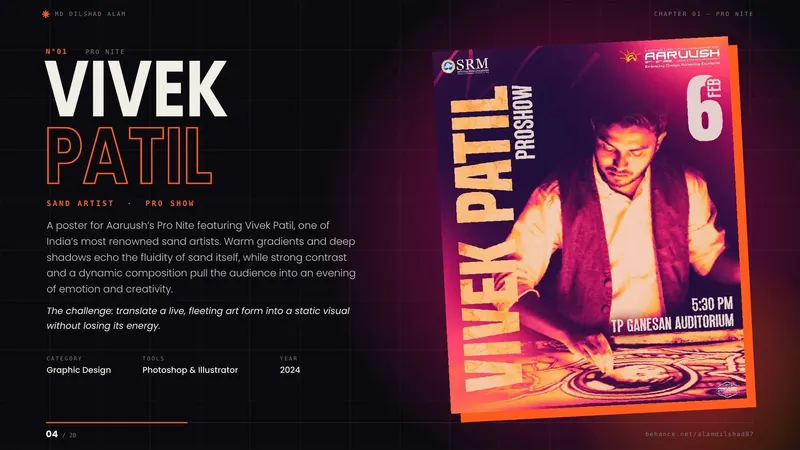 MD DILSHAD ALAM
CHAPTER 01 — PRO NITE
N°01 PRO NITE
VIVEK
PATIL
SAND ARTIST · PRO SHOW
A poster for Aaruush's Pro Nite featuring Vivek Patil, one of
India's most renowned sand artists. Warm gradients and deep
shadows echo the fluidity of sand itself, while strong contrast
and a dynamic composition pull the audience into an evening
of emotion and creativity.
The challenge: translate a live, fleeting art form into a static visual
without losing its energy.
CATEGORY TOOLS YEAR
Graphic Design Photoshop & Illustrator 2024
04 / 20
behance.net/alamdilshad87
SRM
AARUUSH
6 FEB
VIVEK PATIL
PROSHOW
5:30 PM
TP GANESAN AUDITORIUM